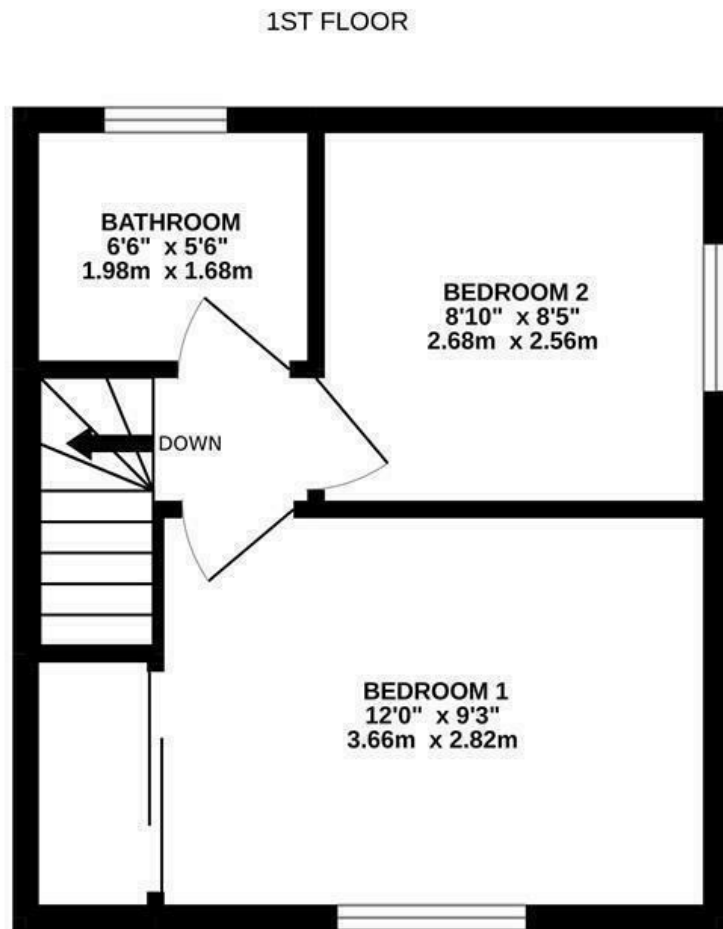 1ST FLOOR
BATHROOM
6'6" x 5'6"
1.98m x 1.68m
BEDROOM 2
8'10" x 8'5"
2.68m x 2.56m
DOWN
BEDROOM 1
12'0" x 9'3"
3.66m x 2.82m